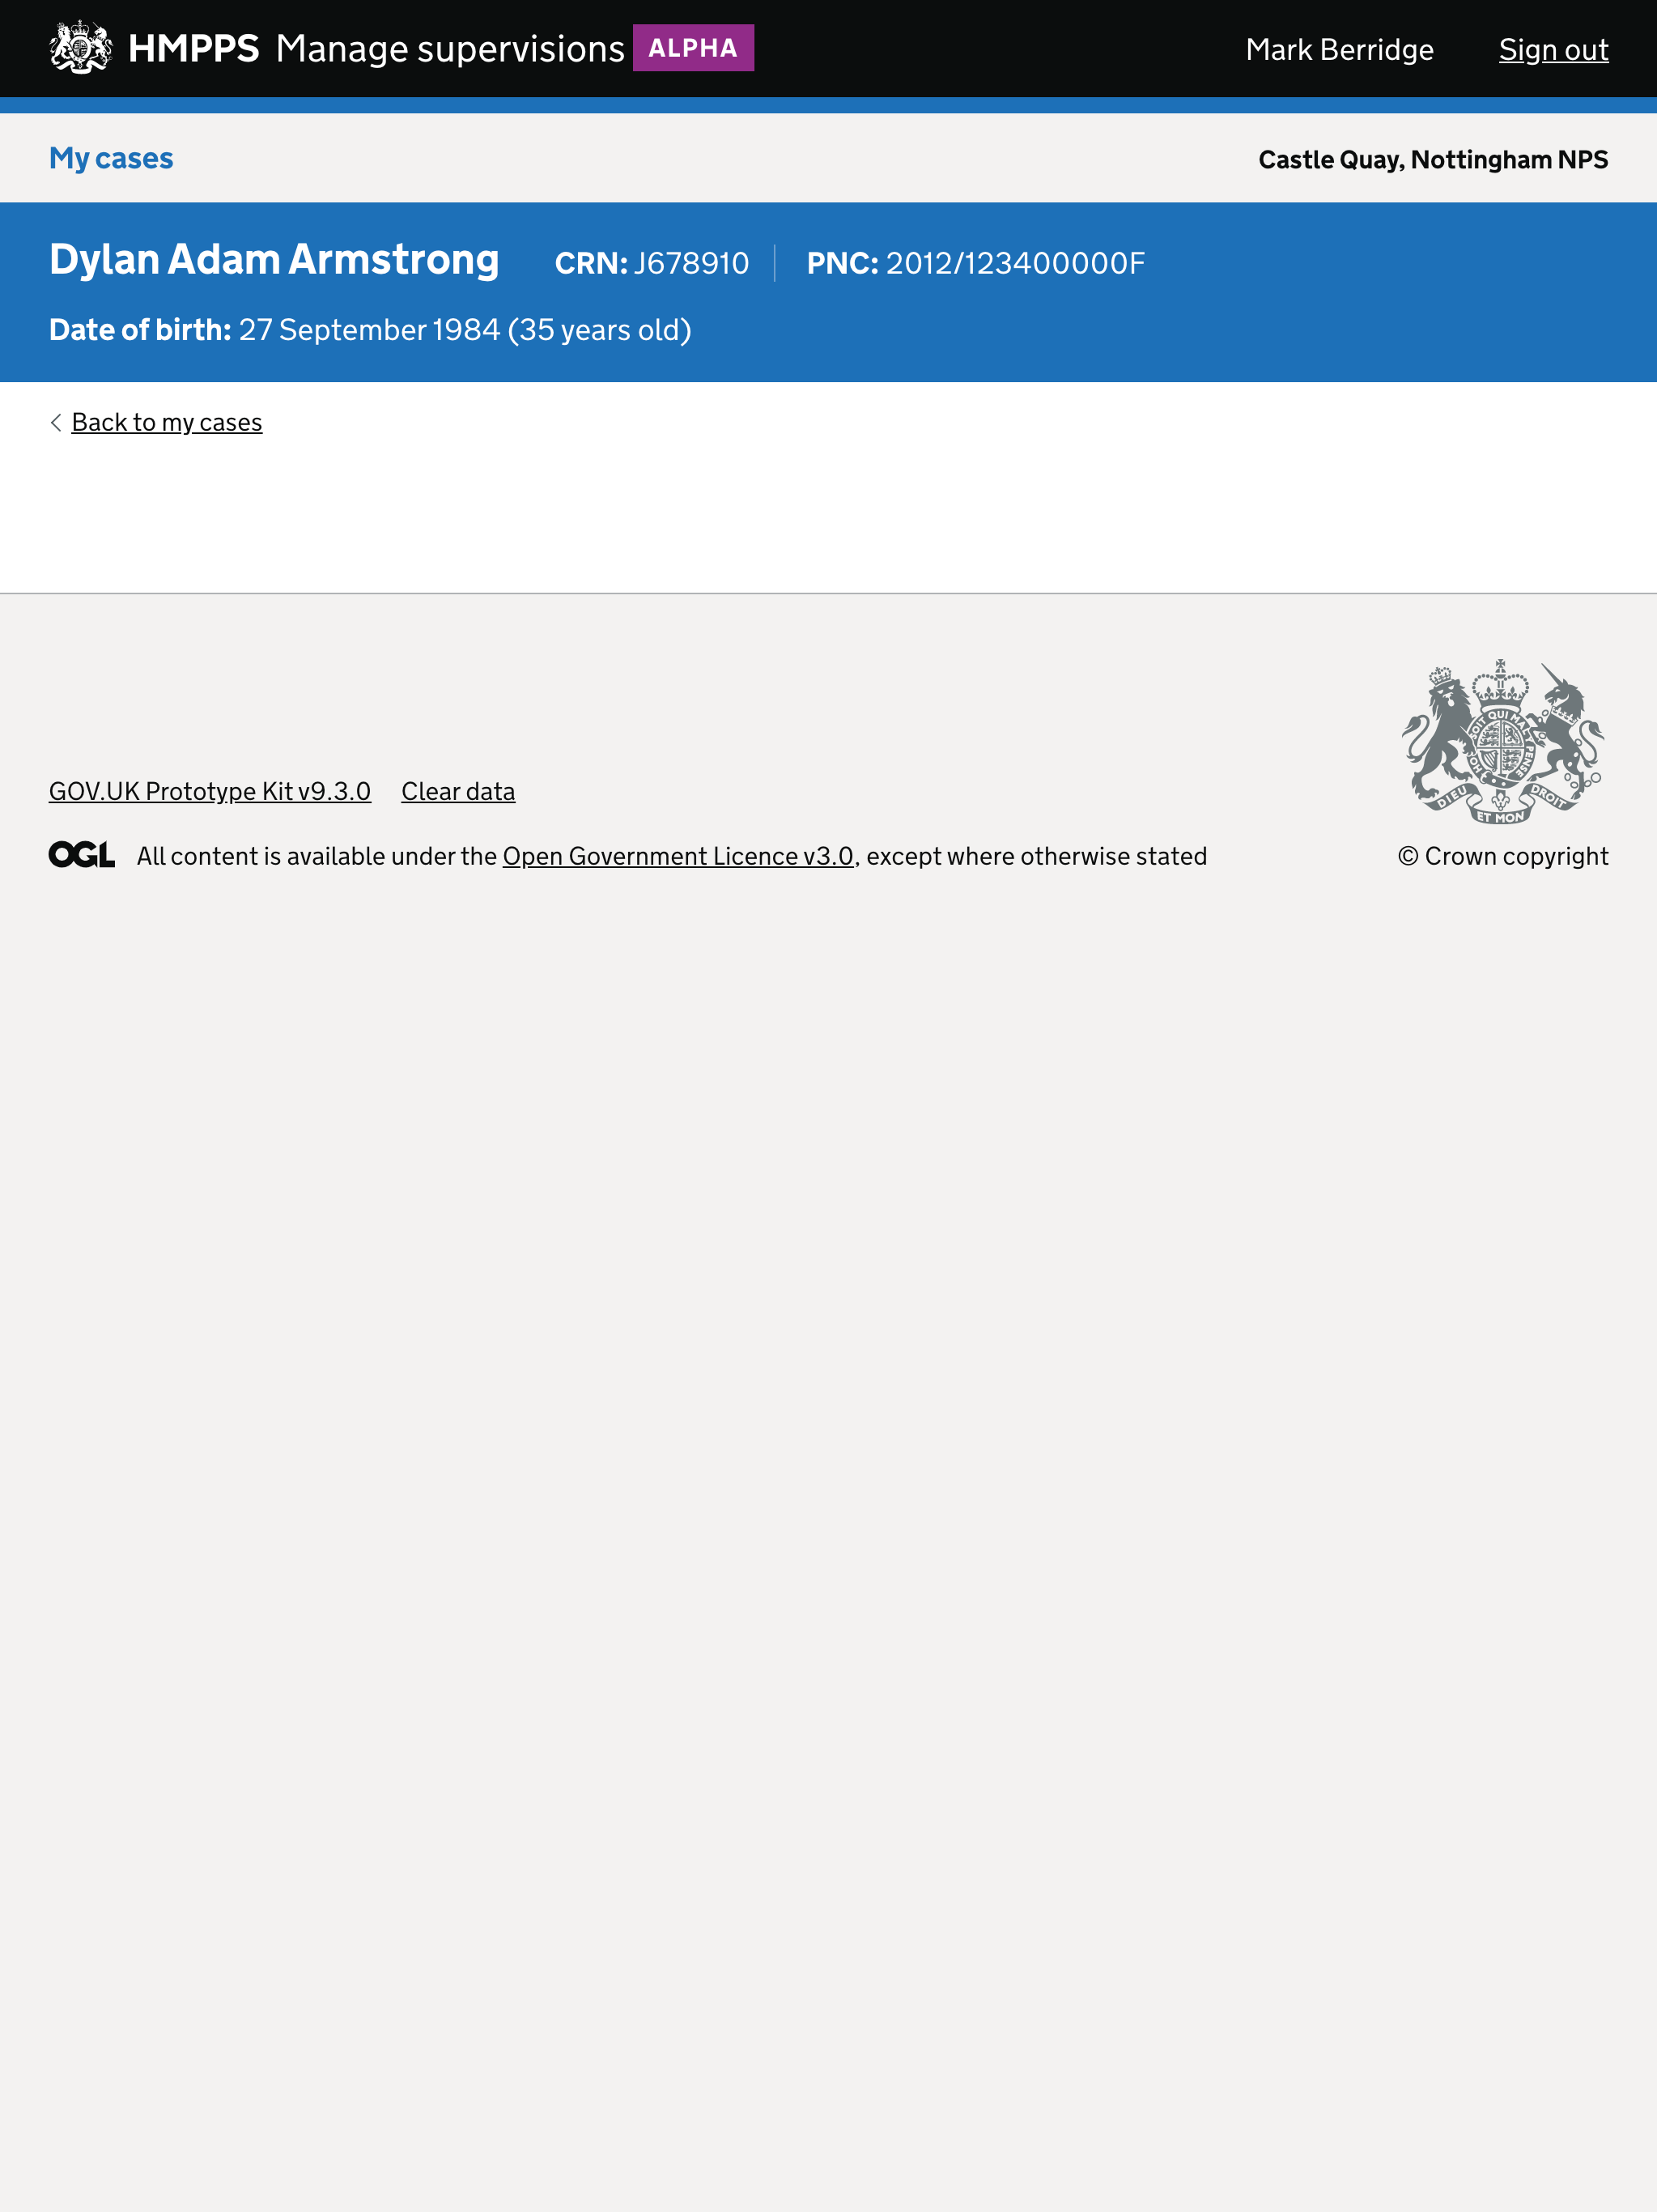 HMPPS Manage supervisions ALPHA Mark Berridge Sign out
My cases Castle Quay, Nottingham NPS
Dylan Adam Armstrong CRN: J678910 PNC: 2012/123400000F
Date of birth: 27 September 1984 (35 years old)
Back to my cases
SOIT QUI MAL
PENSE
HON
DIEU ET MON DROIT
GOV.UK Prototype Kit v9.3.0 Clear data
OGL All content is available under the Open Government Licence v3.0, except where otherwise stated © Crown copyright